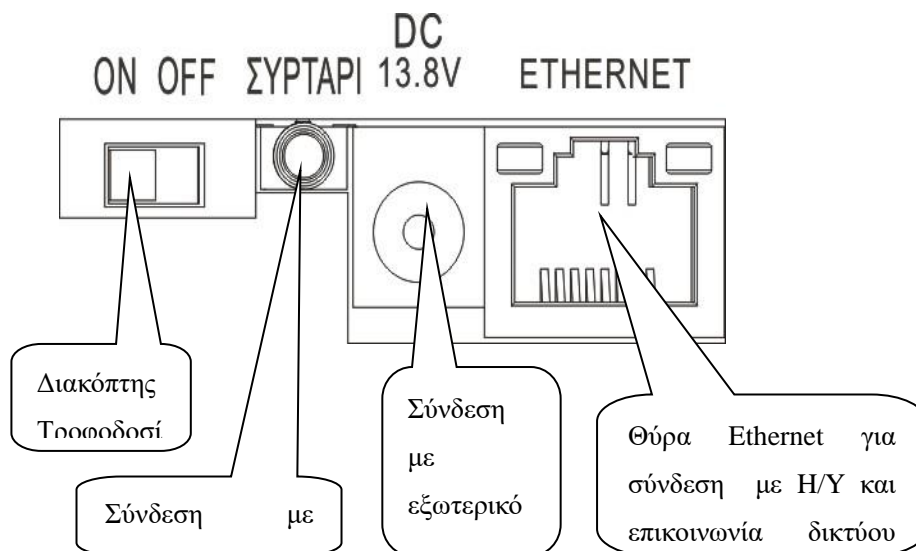 DC
ON OFF ΣΥΡΤΑΡΙ 13.8V ETHERNET
Διακόπτης
Τροφοδοσί
Σύνδεση με
Σύνδεση
με
εξωτερικό
Θύρα Ethernet για
σύνδεση με Η/Υ και
επικοινωνία δικτύου